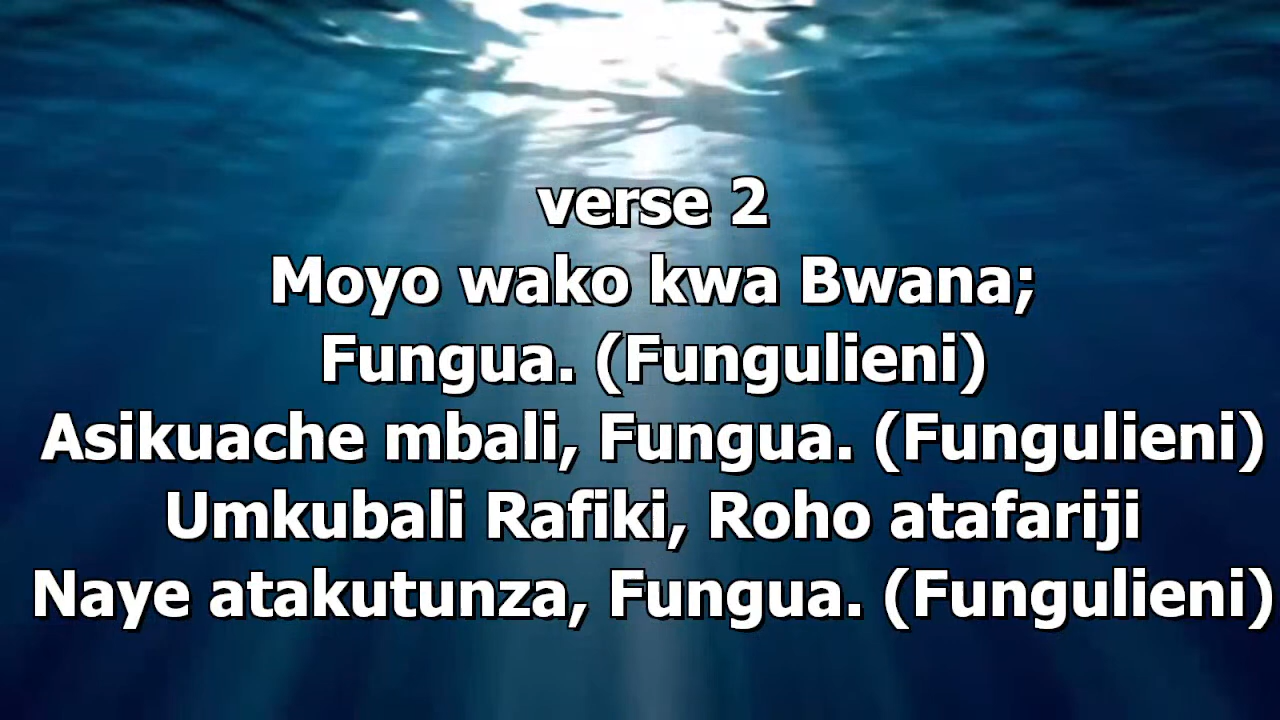 verse 2
Moyo wako kwa Bwana;
Fungua. (Fungulieni)
Asikuache mbali, Fungua. (Fungulieni)
Umkubali Rafiki, Roho atafariji
Naye atakutunza, Fungua. (Fungulieni)